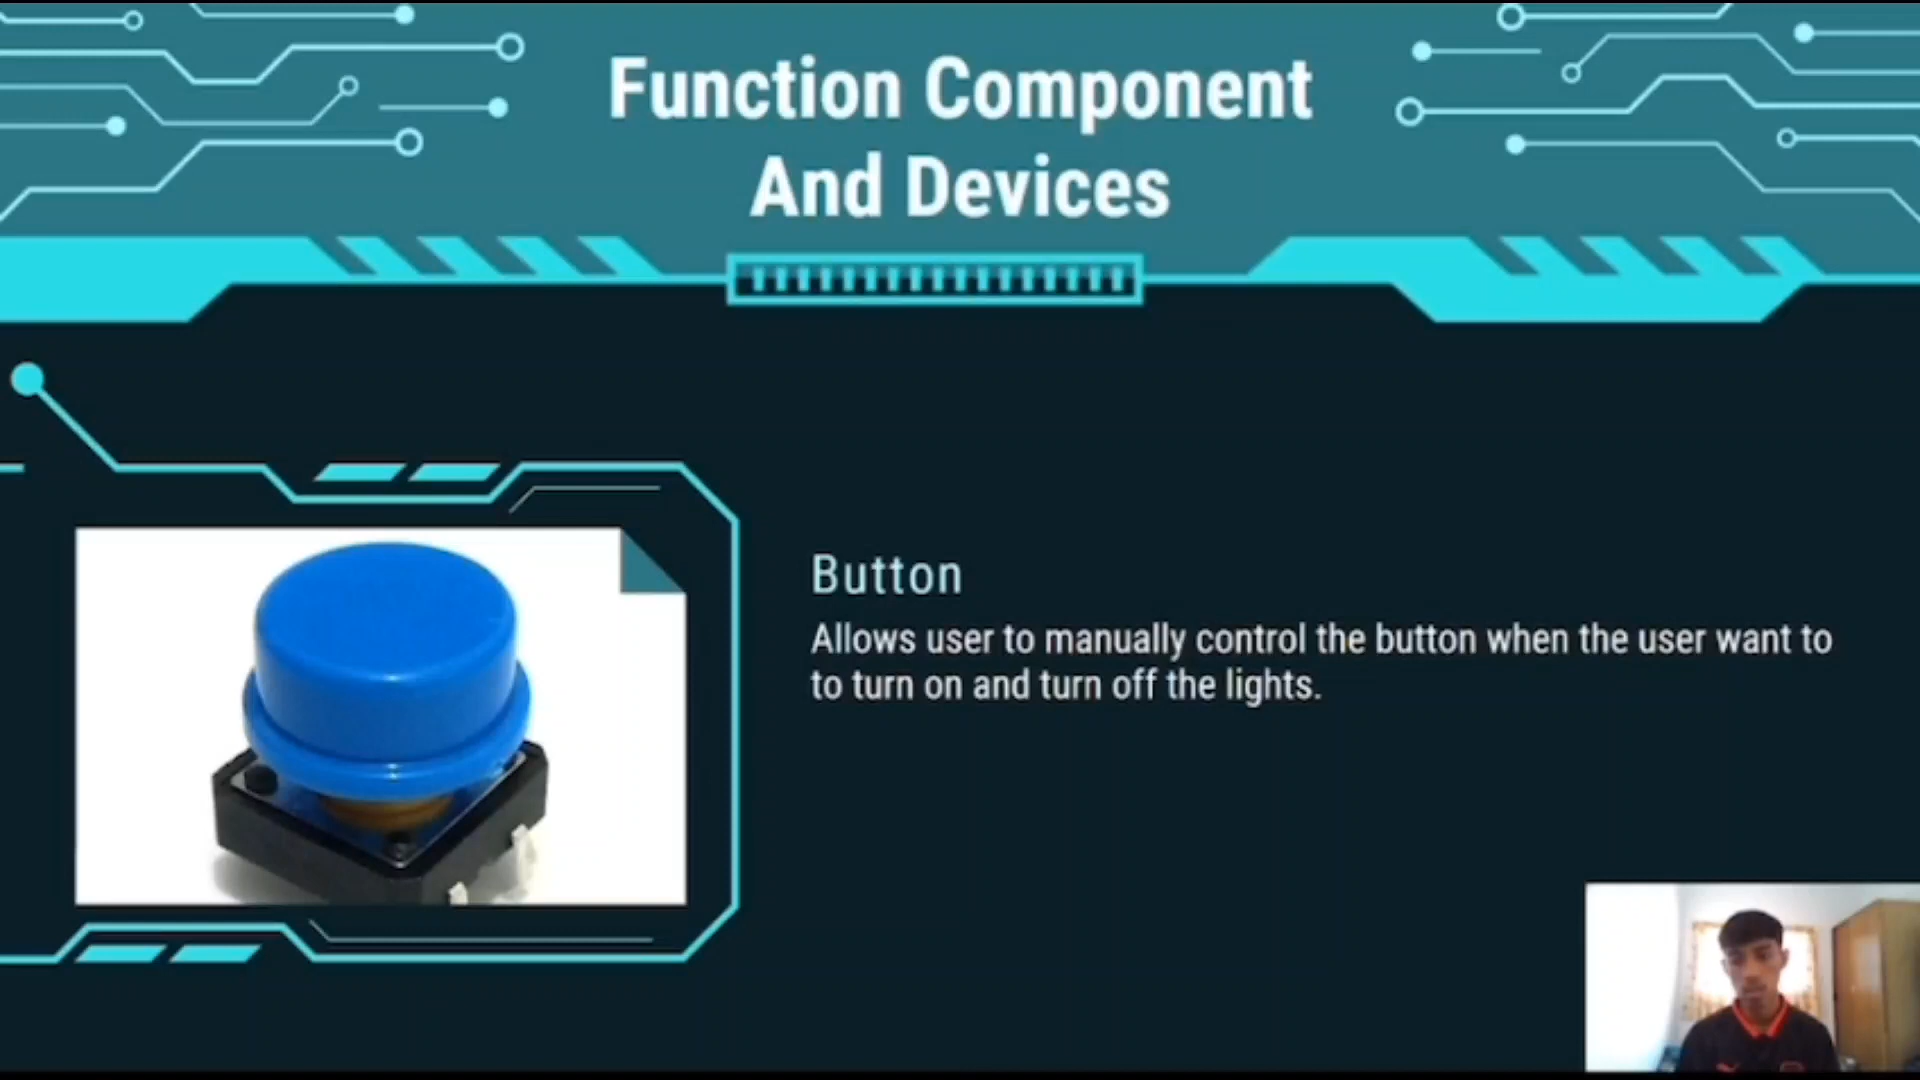 Function Component
And Devices
Button
Allows user to manually control the button when the user want to
to turn on and turn off the lights.